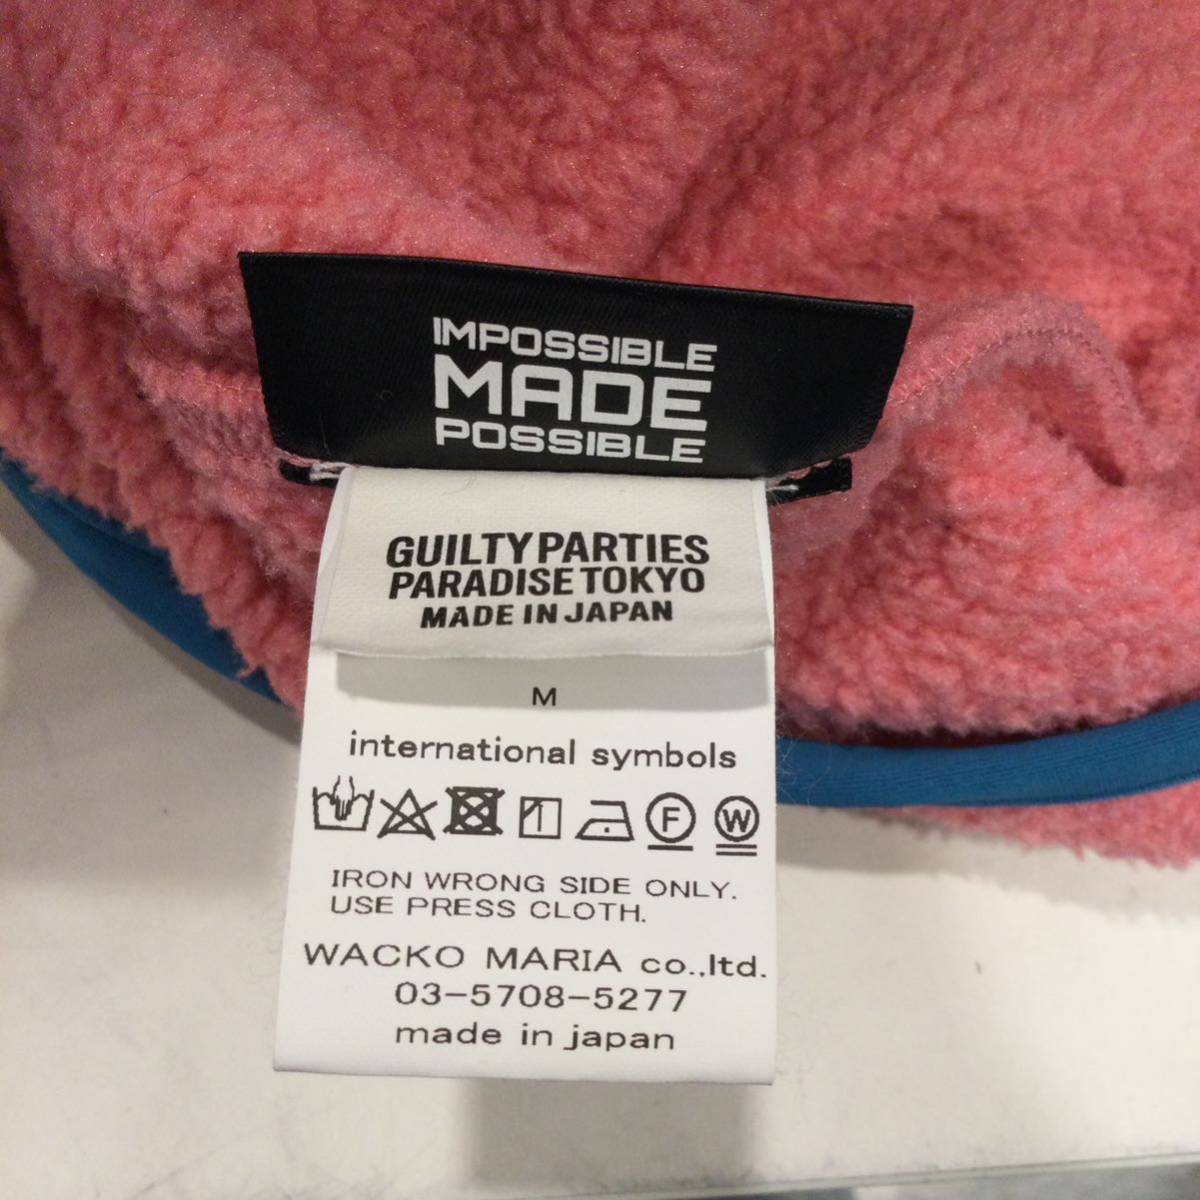 IMPOSSIBLE
MADE
POSSIBLE
GUILTY PARTIES
PARADISE TOKYO
MADE IN JAPAN
M
international symbols
F W
IRON WRONG SIDE ONLY.
USE PRESS CLOTH.
WACKO MARIA co.,ltd.
03-5708-5277
made in japan